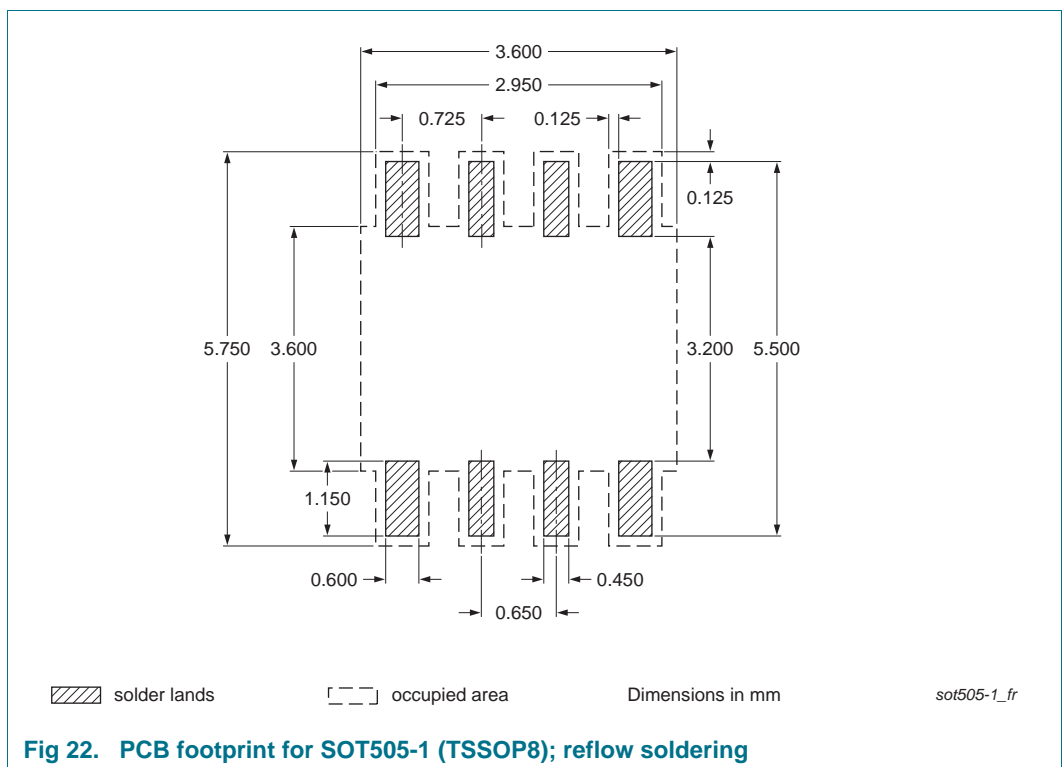 3.600
2.950
0.725
0.125
0.125
5.750
3.600
3.200
5.500
1.150
0.600
0.450
0.650
solder lands
occupied area
Dimensions in mm
sot505-1_fr
Fig 22. PCB footprint for SOT505-1 (TSSOP8); reflow soldering